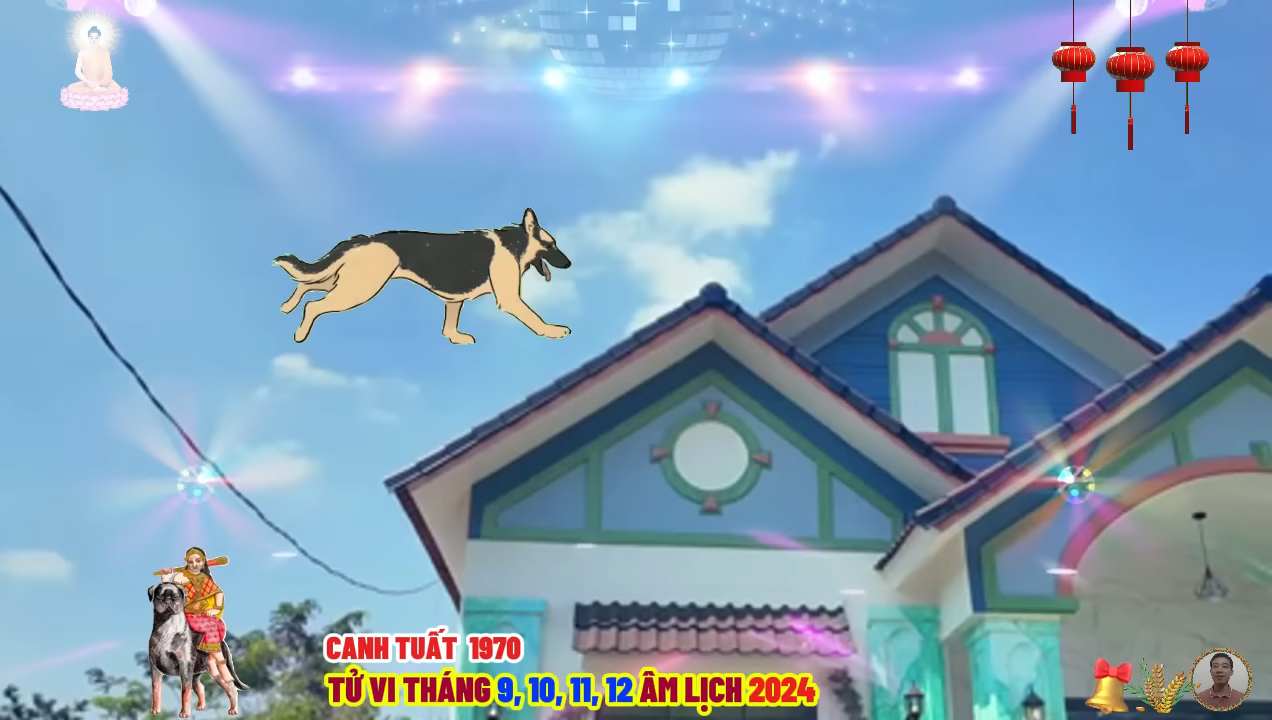 CANH TUẤT 1970
TỬ VI THÁNG 9, 10, 11, 12 ÂM LỊCH 2024